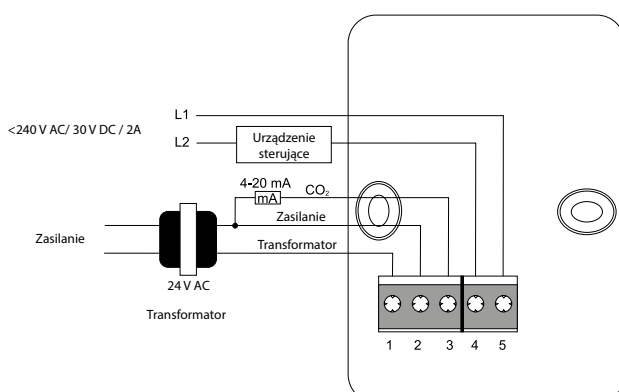 L1
<240 V AC/ 30 V DC / 2A
L2
Urządzenie
sterujące
4-20 mA
mA
CO₂
Zasilanie
Zasilanie
Transformator
24 V AC
Transformator
1 2 3 4 5